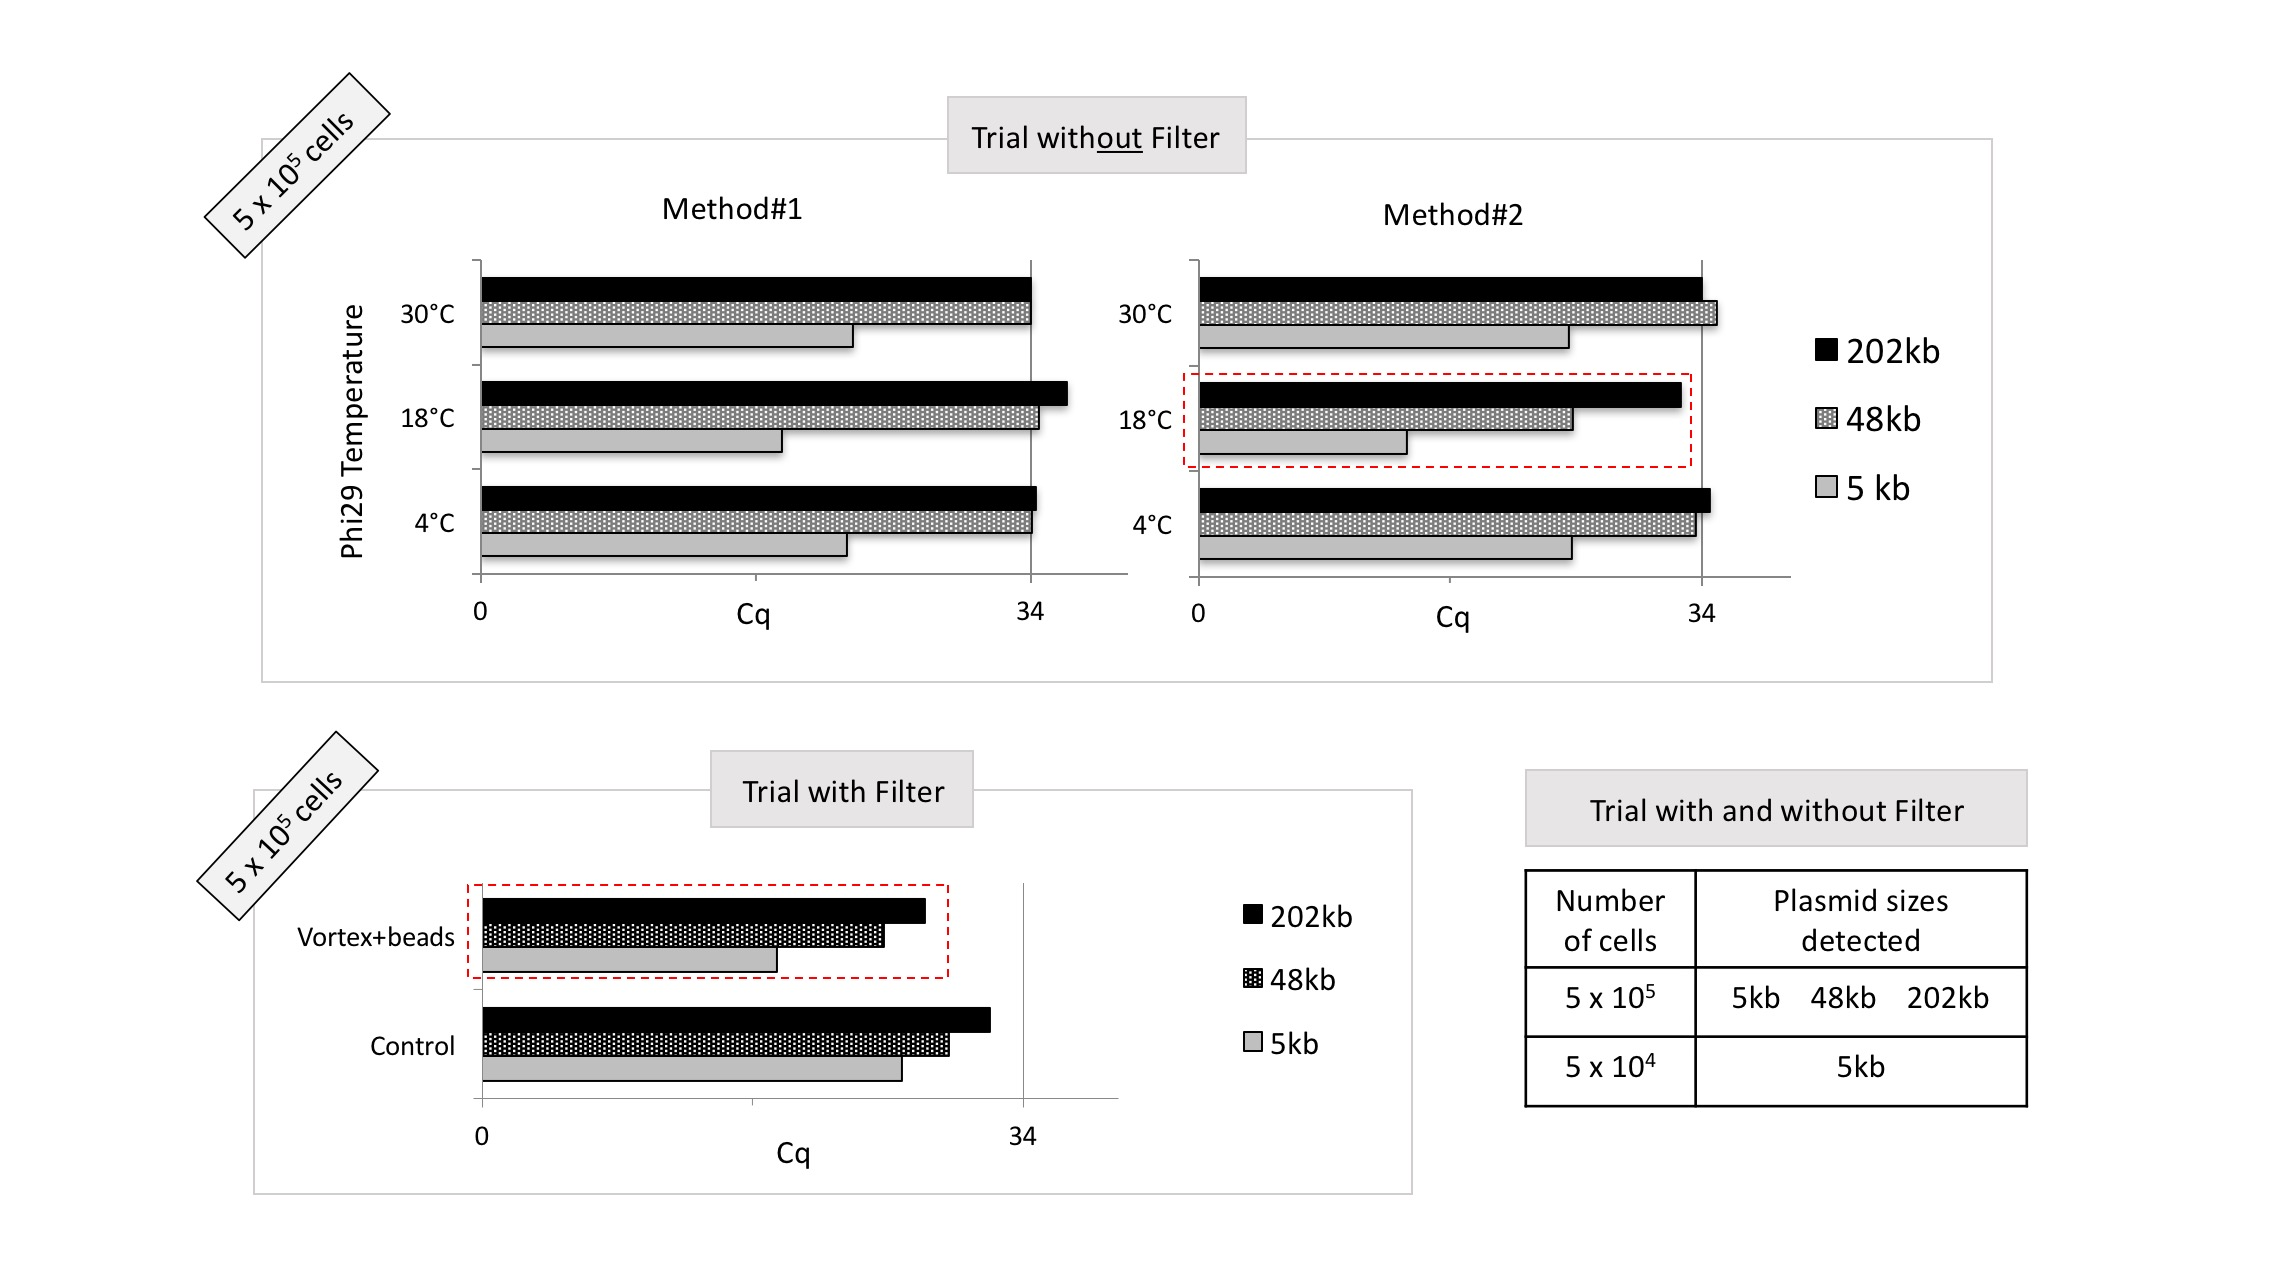 5 x 10⁵ cells
Trial without Filter
Method#1
Method#2
Phi29 Temperature
30°C
18°C
4°C
0
34
Cq
30°C
18°C
4°C
0
34
Cq
202kb
48kb
5 kb
5 x 10⁵ cells
Trial with Filter
Vortex+beads
Control
0
34
Cq
202kb
48kb
5kb
Trial with and without Filter
Number
of cells
Plasmid sizes
detected
5 x 10⁵
5kb 48kb 202kb
5 x 10⁴
5kb